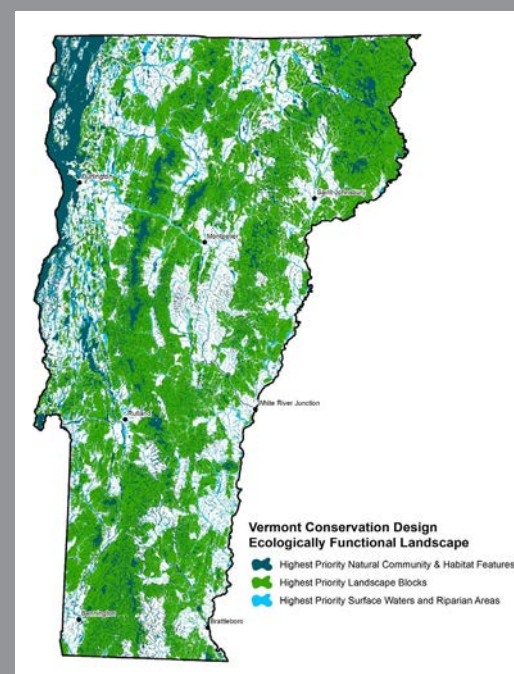 Burlington
Saint Johnsbury
Montpelier
White River Junction
Rutland
Vermont Conservation Design
Ecologically Functional Landscape
Highest Priority Natural Community & Habitat Features
Highest Priority Landscape Blocks
Highest Priority Surface Waters and Riparian Areas
Bennington
Brattleboro